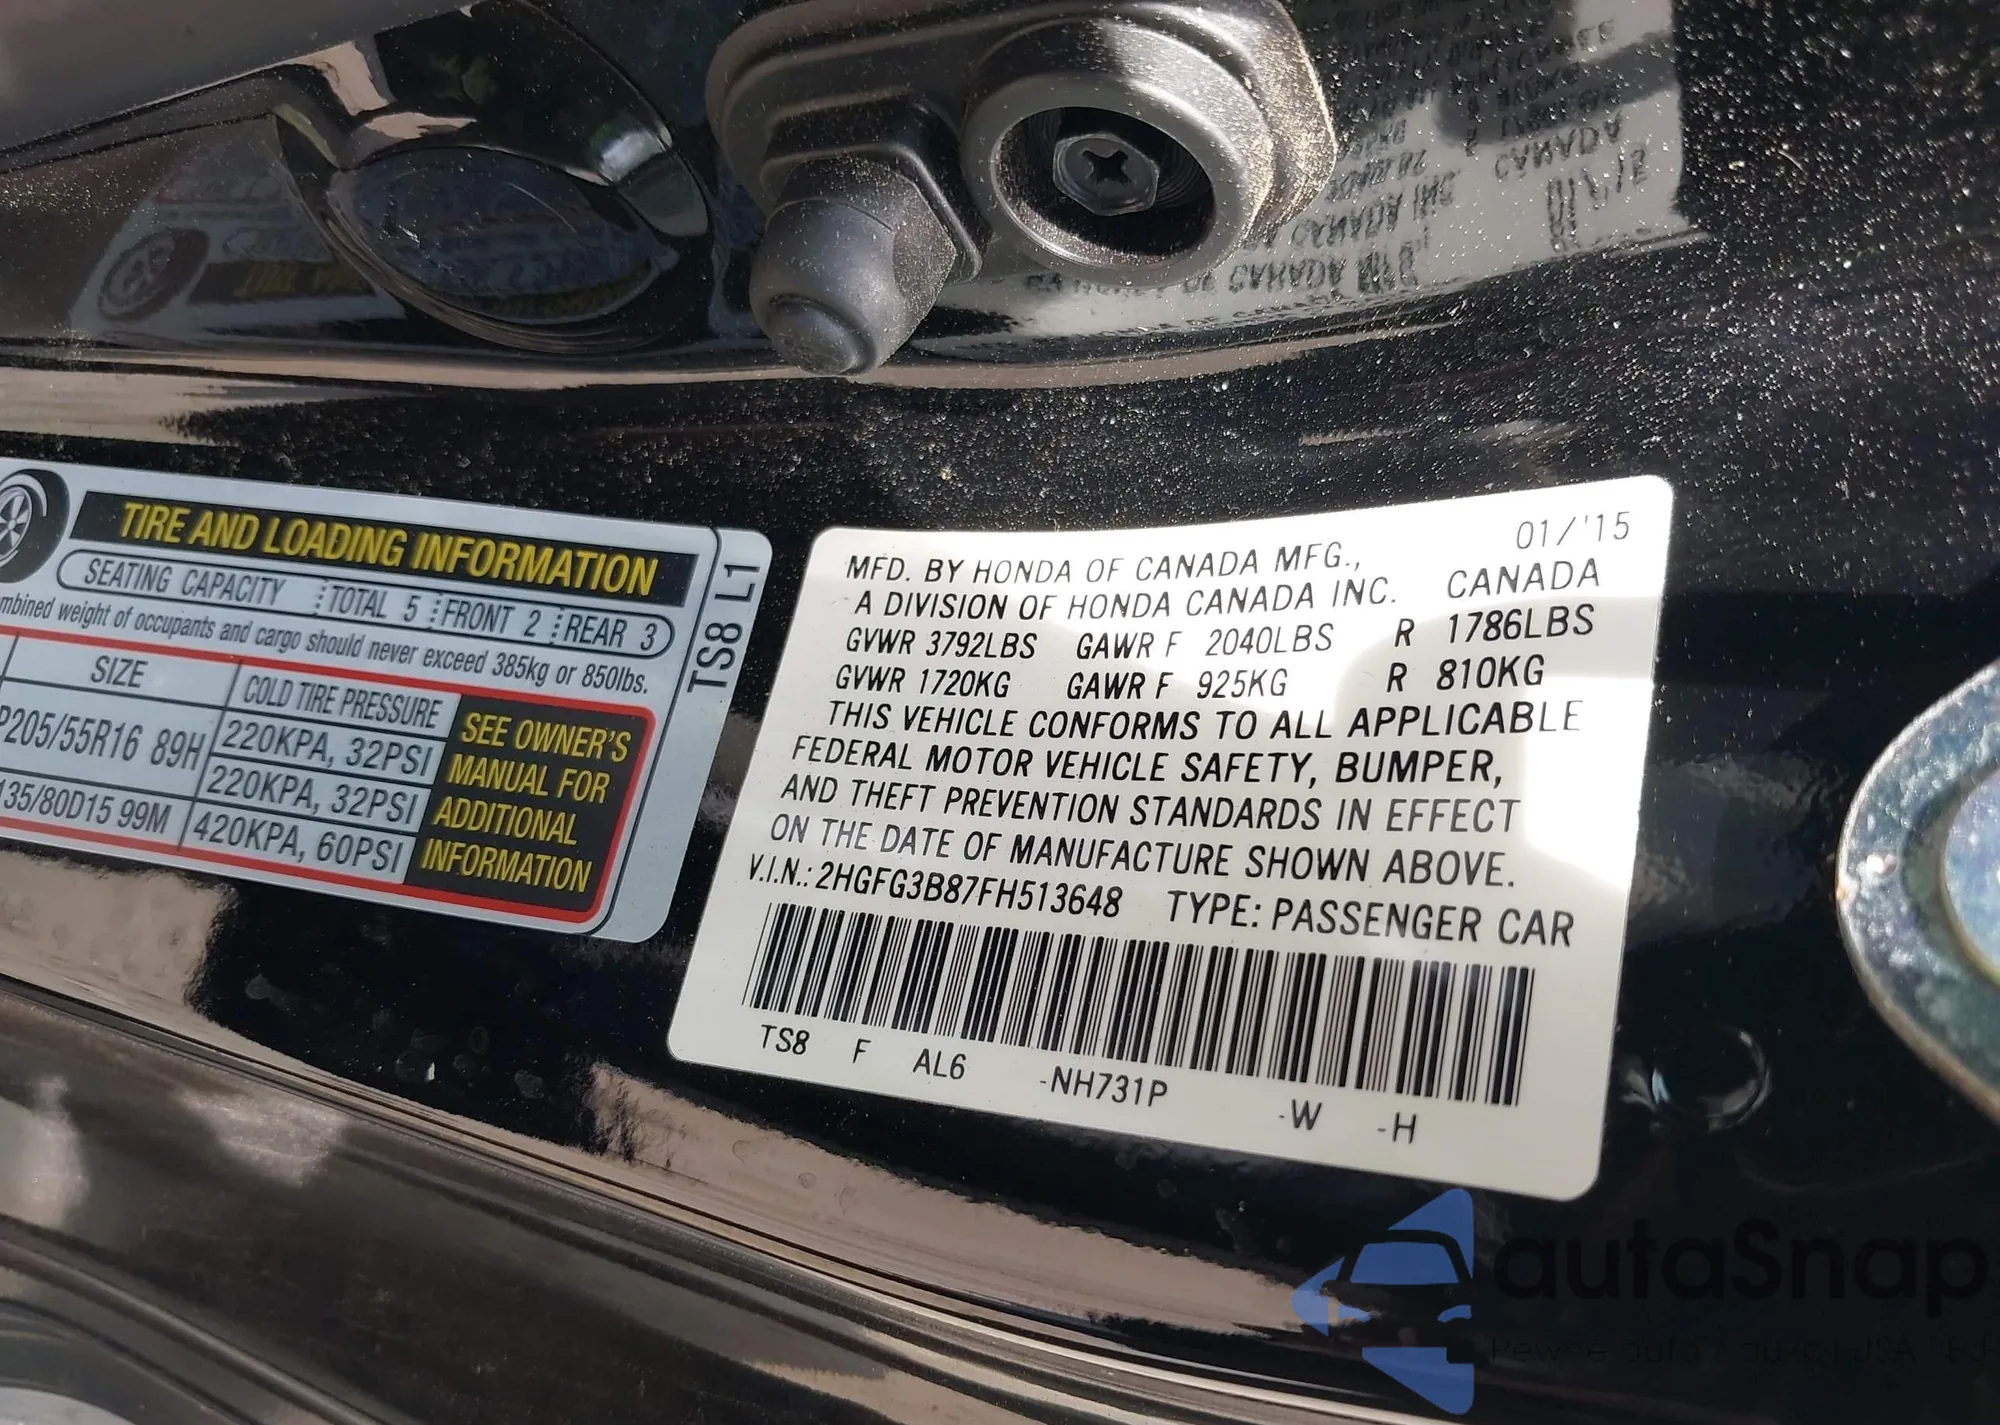 TIRE AND LOADING INFORMATION
SEATING CAPACITY TOTAL 5 FRONT 2 REAR 3
weight of occupants and cargo should never exceed 385kg or 850lbs.
SIZE COLD TIRE PRESSURE
P205/55R16 89H 220KPA, 32PSI
220KPA, 32PSI
135/80D15 99M 420KPA, 60PSI
SEE OWNER'S
MANUAL FOR
ADDITIONAL
INFORMATION
TS8 L1
01/'15
MFD. BY HONDA OF CANADA MFG.,
A DIVISION OF HONDA CANADA INC. CANADA
GVWR 3792LBS GAWR F 2040LBS R 1786LBS
GVWR 1720KG GAWR F 925KG R 810KG
THIS VEHICLE CONFORMS TO ALL APPLICABLE
FEDERAL MOTOR VEHICLE SAFETY, BUMPER,
AND THEFT PREVENTION STANDARDS IN EFFECT
ON THE DATE OF MANUFACTURE SHOWN ABOVE.
V.I.N.: 2HGFG3B87FH513648 TYPE: PASSENGER CAR
TS8 F AL6 -NH731P -W -H
autaSnap